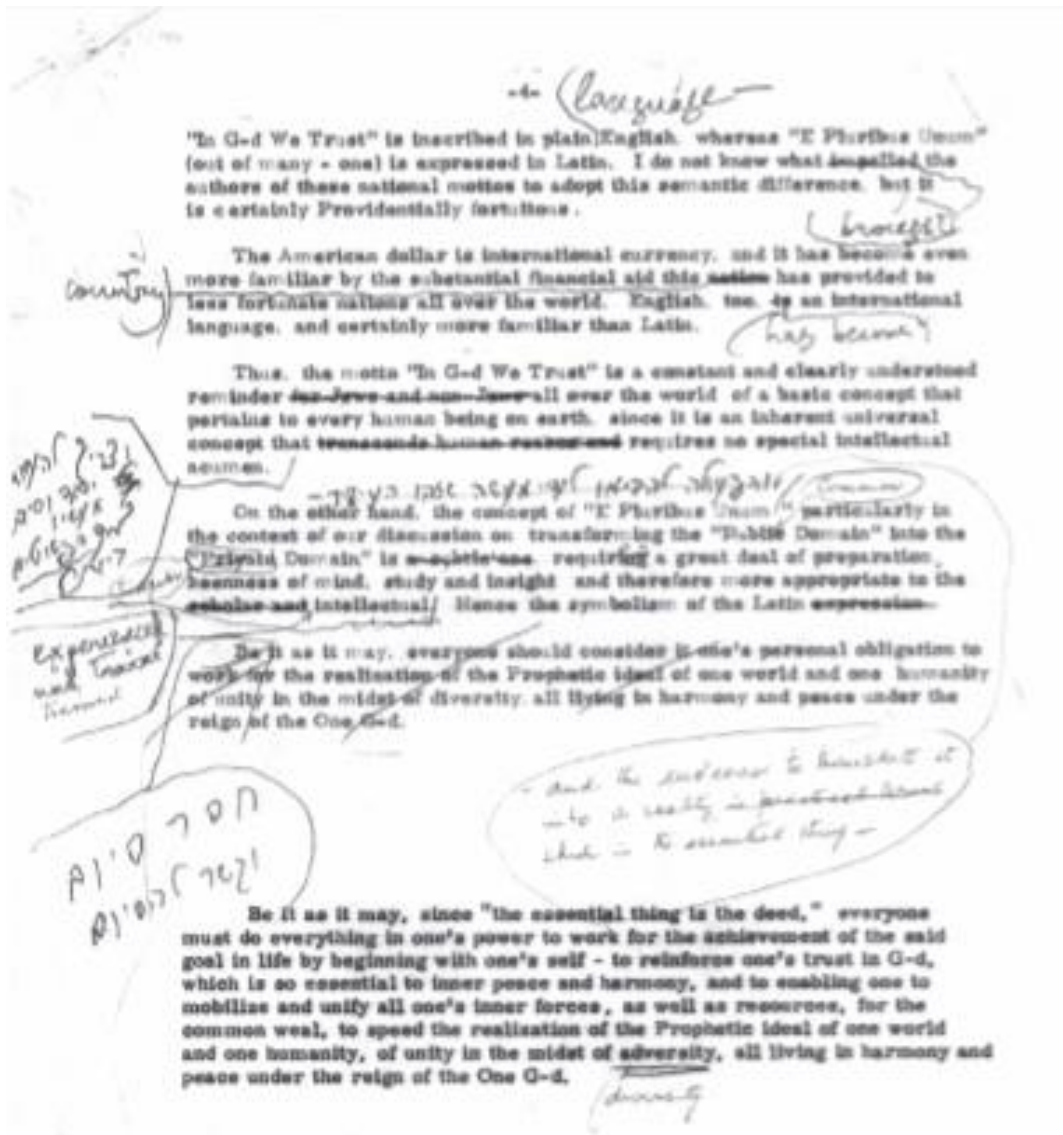 -4- language
"In G-d We Trust" is inscribed in plain English, whereas "E Pluribus Unum"
(out of many - one) is expressed in Latin. I do not know what impelled the
authors of these national mottos to adopt this semantic difference, but it
is certainly Providentially fortuitous.
brought
The American dollar is international currency, and it has become even
more familiar by the substantial financial aid this nation has provided to
country
less fortunate nations all over the world. English, too, is an international
language, and certainly more familiar than Latin.
has become
Thus, the motto "In G-d We Trust" is a constant and clearly understood
reminder for Jews and non-Jews all over the world of a basic concept that
pertains to every human being on earth, since it is an inherent universal
concept that transcends human reason and requires no special intellectual
acumen.
On the other hand, the concept of "E Pluribus Unum," particularly in
the context of our discussion on transforming the "Public Domain" into the
"Private Domain" is a subtle one, requiring a great deal of preparation,
keenness of mind, study and insight and therefore more appropriate to the
scholar and intellectual. Hence the symbolism of the Latin expression.
experienced
and trained
Be it as it may, everyone should consider it one's personal obligation to
work for the realization of the Prophetic ideal of one world and one humanity
of unity in the midst of diversity, all living in harmony and peace under the
reign of the One G-d.
- and the endeavor to translate it
into a reality in practical
which is the essential thing -
חסר סיום
וקשר להסיום
Be it as it may, since "the essential thing is the deed," everyone
must do everything in one's power to work for the achievement of the said
goal in life by beginning with one's self - to reinforce one's trust in G-d,
which is so essential to inner peace and harmony, and to enabling one to
mobilize and unify all one's inner forces, as well as resources, for the
common weal, to speed the realization of the Prophetic ideal of one world
and one humanity, of unity in the midst of adversity, all living in harmony and
peace under the reign of the One G-d.
diversity